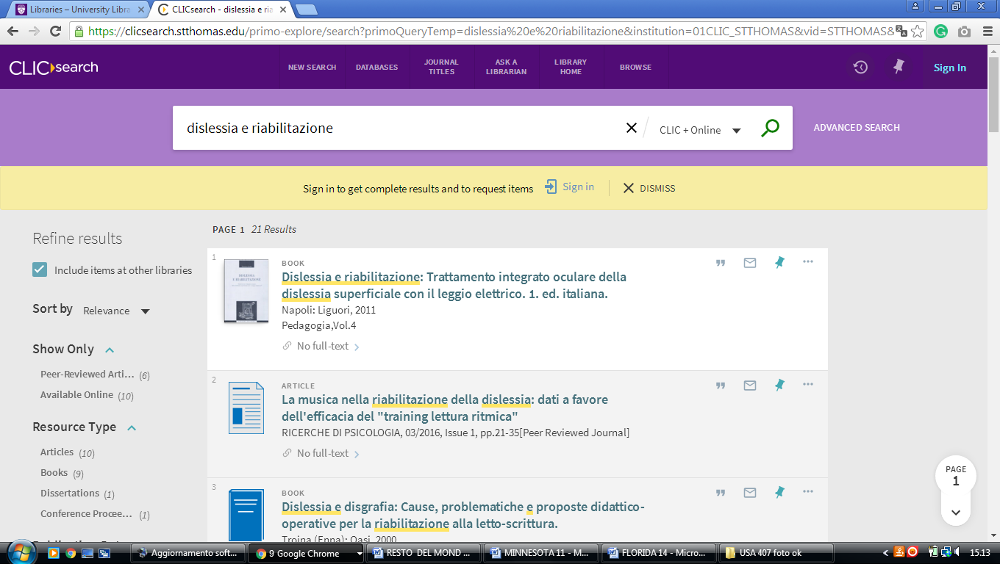 Libraries – University Libra
CLICsearch - dislessia e ria
https://clicsearch.stthomas.edu/primo-explore/search?primoQueryTemp=dislessia%20e%20riabilitazione&institution=01CLIC_STTHOMAS&vid=STTHOMAS&
CLICsearch
NEW SEARCH
DATABASES
JOURNAL
TITLES
ASK A
LIBRARIAN
LIBRARY
HOME
BROWSE
Sign In
dislessia e riabilitazione
CLIC + Online
ADVANCED SEARCH
Sign in to get complete results and to request items
Sign in
DISMISS
Refine results
Include items at other libraries
Sort by Relevance
Show Only
Peer-Reviewed Arti... (6)
Available Online (10)
Resource Type
Articles (10)
Books (9)
Dissertations (1)
Conference Procee... (1)
PAGE 1 21 Results
1
DISLESSIA
E RIABILITAZIONE
BOOK
Dislessia e riabilitazione: Trattamento integrato oculare della
dislessia superficiale con il leggio elettrico. 1. ed. italiana.
Napoli: Liguori, 2011
Pedagogia,Vol.4
No full-text
2
ARTICLE
La musica nella riabilitazione della dislessia: dati a favore
dell'efficacia del "training lettura ritmica"
RICERCHE DI PSICOLOGIA, 03/2016, Issue 1, pp.21-35[Peer Reviewed Journal]
No full-text
3
BOOK
Dislessia e disgrafia: Cause, problematiche e proposte didattico-
operative per la riabilitazione alla letto-scrittura.
Troina (Enna): Oasi, 2000
PAGE
1
Aggiornamento soft...
9 Google Chrome
RESTO DEL MOND ...
MINNESOTA 11 - M...
FLORIDA 14 - Micro...
USA 407 foto ok
15.13